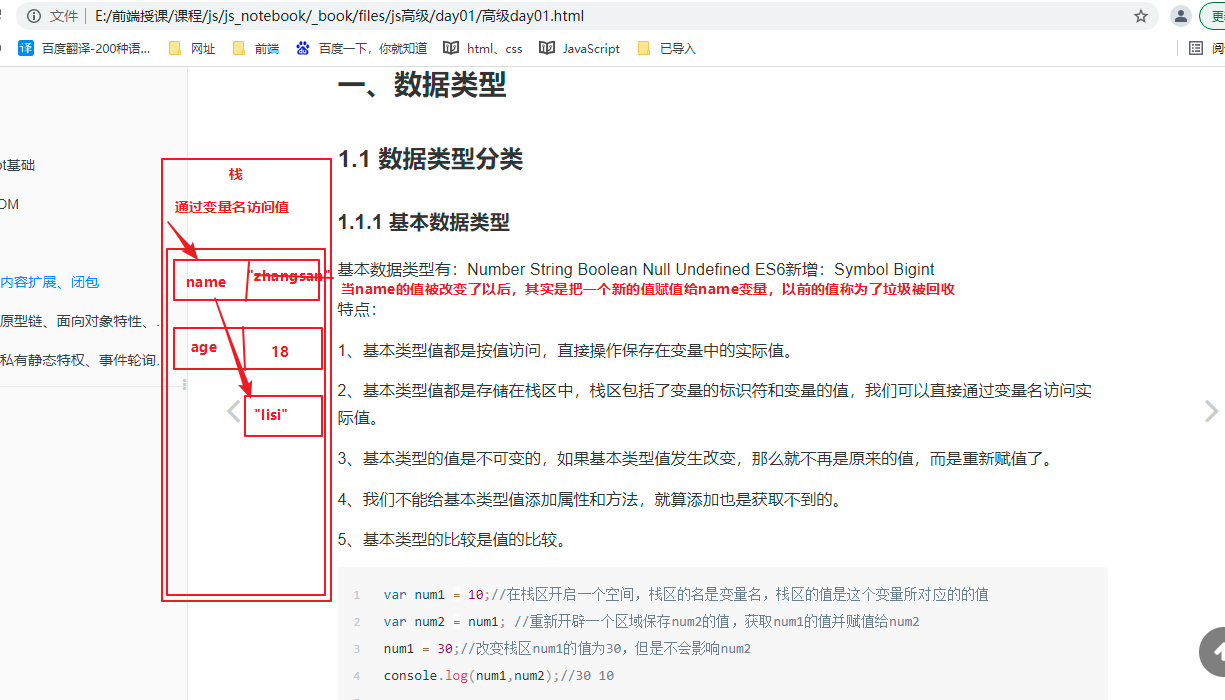 文件 E:/前端授课/课程/js/js_notebook/_book/files/js高级/day01/高级day01.html
译 百度翻译-200种语... 网址 前端 百度一下，你就知道 html、css JavaScript 已导入
一、数据类型
1.1 数据类型分类
pt基础
栈
OM
通过变量名访问值
1.1.1 基本数据类型
name "zhangsan"
基本数据类型有：Number String Boolean Null Undefined ES6新增：Symbol Bigint
内容扩展、闭包
当name的值被改变了以后，其实是把一个新的值赋值给name变量，以前的值称为了垃圾被回收
特点：
原型链、面向对象特性、...
age 18
1、基本类型值都是按值访问，直接操作保存在变量中的实际值。
私有静态特权、事件轮询...
2、基本类型值都是存储在栈区中，栈区包括了变量的标识符和变量的值，我们可以直接通过变量名访问实
际值。
"lisi"
3、基本类型的值是不可变的，如果基本类型值发生改变，那么就不再是原来的值，而是重新赋值了。
4、我们不能给基本类型值添加属性和方法，就算添加也是获取不到的。
5、基本类型的比较是值的比较。
1 var num1 = 10;//在栈区开启一个空间，栈区的名是变量名，栈区的值是这个变量所对应的的值
2 var num2 = num1; //重新开辟一个区域保存num2的值，获取num1的值并赋值给num2
3 num1 = 30;//改变栈区num1的值为30，但是不会影响num2
4 console.log(num1,num2);//30 10